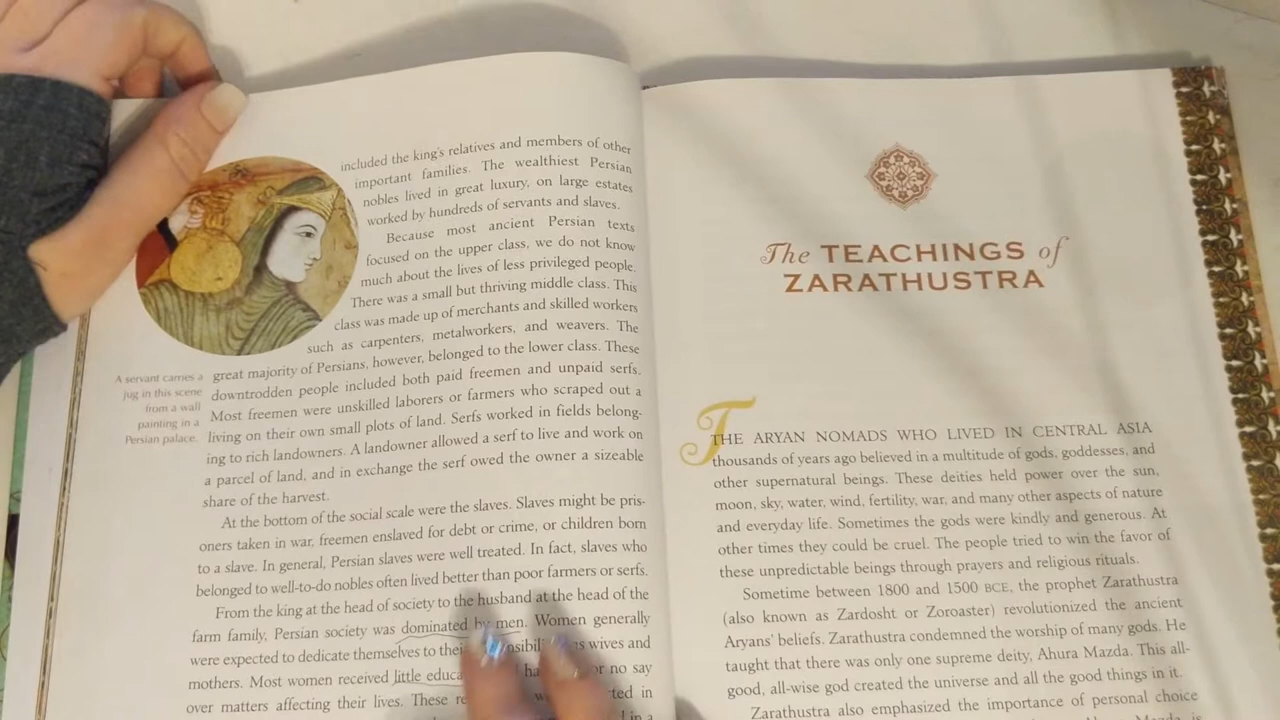 included the king's relatives and members of other
important families. The wealthiest Persian
nobles lived in great luxury, on large estates
worked by hundreds of servants and slaves.
Because most ancient Persian texts
focused on the upper class, we do not know
much about the lives of less privileged people.
There was a small but thriving middle class. This
class was made up of merchants and skilled workers
such as carpenters, metalworkers, and weavers. The
great majority of Persians, however, belonged to the lower class. These
downtrodden people included both paid freemen and unpaid serfs.
Most freemen were unskilled laborers or farmers who scraped out a
living on their own small plots of land. Serfs worked in fields belong-
ing to rich landowners. A landowner allowed a serf to live and work on
a parcel of land, and in exchange the serf owed the owner a sizeable
share of the harvest.
At the bottom of the social scale were the slaves. Slaves might be pris-
oners taken in war, freemen enslaved for debt or crime, or children born
to a slave. In general, Persian slaves were well treated. In fact, slaves who
belonged to well-to-do nobles often lived better than poor farmers or serfs.
From the king at the head of society to the husband at the head of the
farm family, Persian society was dominated by men. Women generally
were expected to dedicate themselves to their as wives and
mothers. Most women received little or no say
over matters affecting their lives. These in
in a
A servant carries a
jug in this scene
from a wall
painting in a
Persian palace.
The TEACHINGS of
ZARATHUSTRA
THE ARYAN NOMADS WHO LIVED IN CENTRAL ASIA
thousands of years ago believed in a multitude of gods, goddesses, and
other supernatural beings. These deities held power over the sun,
moon, sky, water, wind, fertility, war, and many other aspects of nature
and everyday life. Sometimes the gods were kindly and generous. At
other times they could be cruel. The people tried to win the favor of
these unpredictable beings through prayers and religious rituals.
Sometime between 1800 and 1500 BCE, the prophet Zarathustra
(also known as Zardosht or Zoroaster) revolutionized the ancient
Aryans' beliefs. Zarathustra condemned the worship of many gods. He
taught that there was only one supreme deity, Ahura Mazda. This all-
good, all-wise god created the universe and all the good things in it.
Zarathustra also emphasized the importance of personal choice
Mazda is